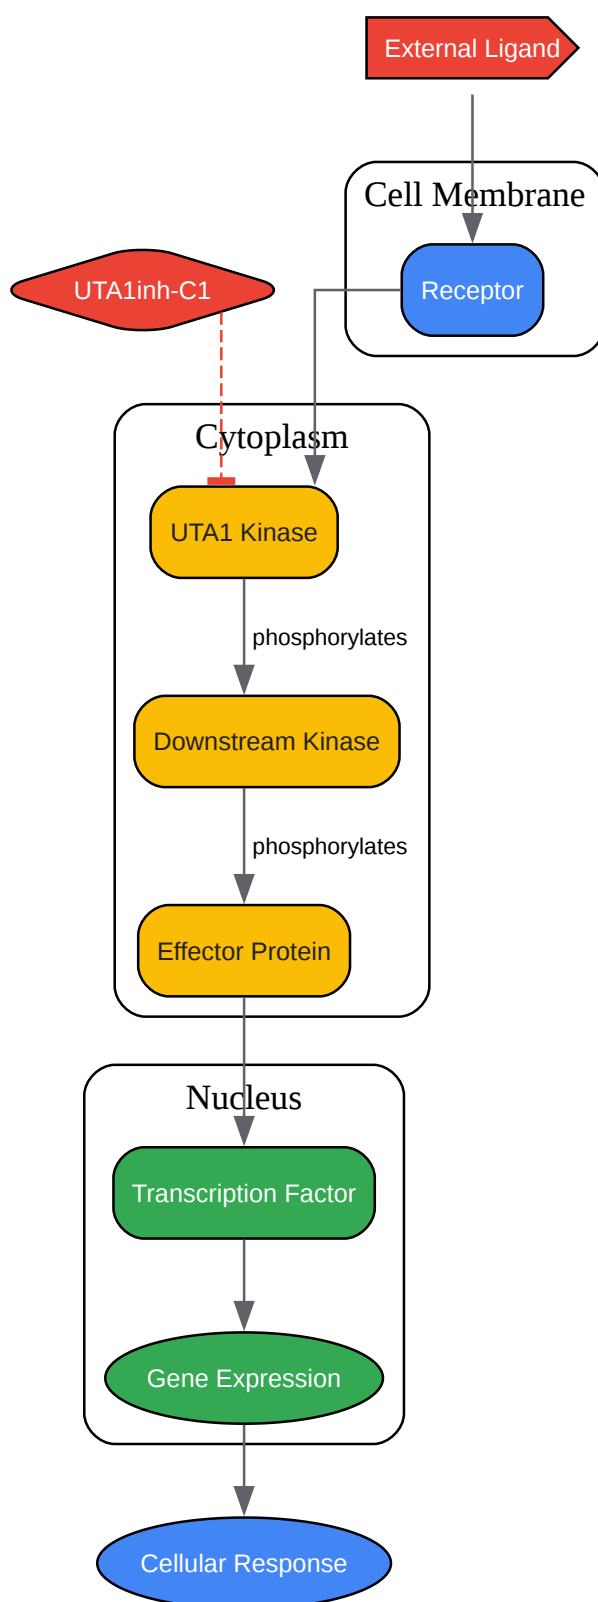 External Ligand
Cell Membrane
UTA1inh-C1
Receptor
Cytoplasm
UTA1 Kinase
phosphorylates
Downstream Kinase
phosphorylates
Effector Protein
Nucleus
Transcription Factor
Gene Expression
Cellular Response